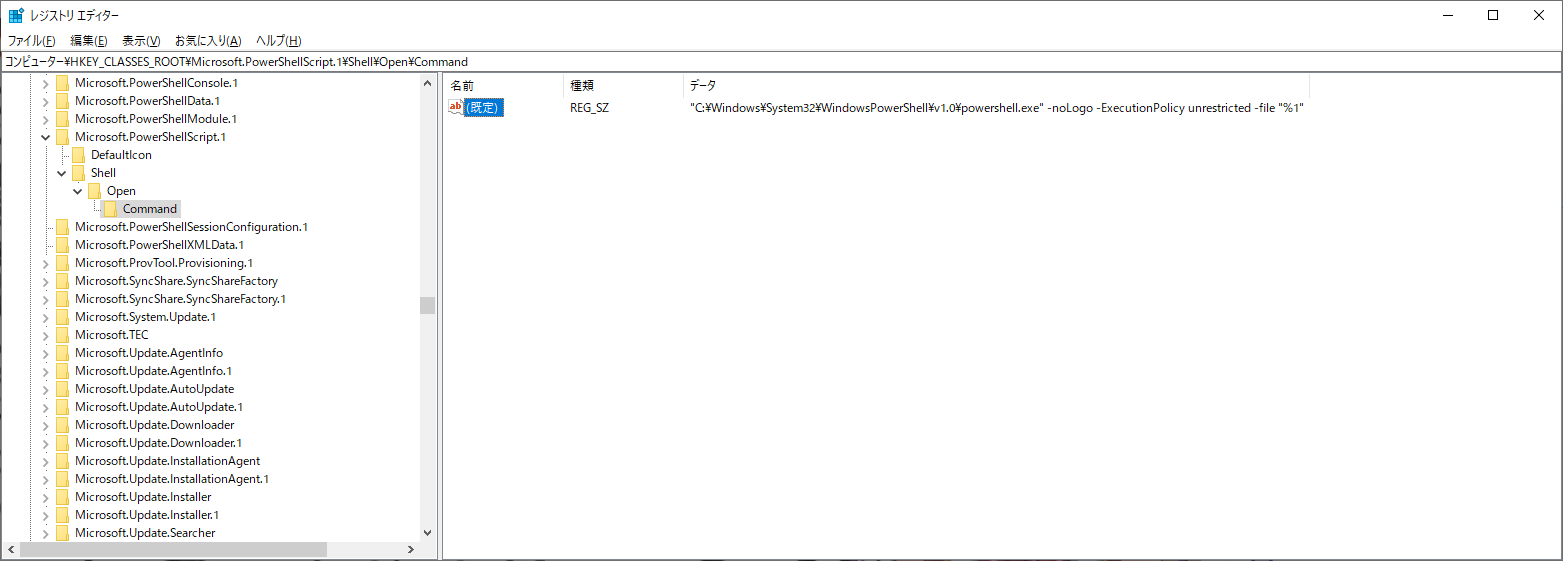 レジストリ エディター
ファイル(F) 編集(E) 表示(V) お気に入り(A) ヘルプ(H)
コンピューター¥HKEY_CLASSES_ROOT¥Microsoft.PowerShellScript.1¥Shell¥Open¥Command
Microsoft.PowerShellConsole.1
Microsoft.PowerShellData.1
Microsoft.PowerShellModule.1
Microsoft.PowerShellScript.1
DefaultIcon
Shell
Open
Command
Microsoft.PowerShellSessionConfiguration.1
Microsoft.PowerShellXMLData.1
Microsoft.ProvTool.Provisioning.1
Microsoft.SyncShare.SyncShareFactory
Microsoft.SyncShare.SyncShareFactory.1
Microsoft.System.Update.1
Microsoft.TEC
Microsoft.Update.AgentInfo
Microsoft.Update.AgentInfo.1
Microsoft.Update.AutoUpdate
Microsoft.Update.AutoUpdate.1
Microsoft.Update.Downloader
Microsoft.Update.Downloader.1
Microsoft.Update.InstallationAgent
Microsoft.Update.InstallationAgent.1
Microsoft.Update.Installer
Microsoft.Update.Installer.1
Microsoft.Update.Searcher
名前 種類 データ
ab (既定) REG_SZ "C:¥Windows¥System32¥WindowsPowerShell¥v1.0¥powershell.exe" -noLogo -ExecutionPolicy unrestricted -file "%1"